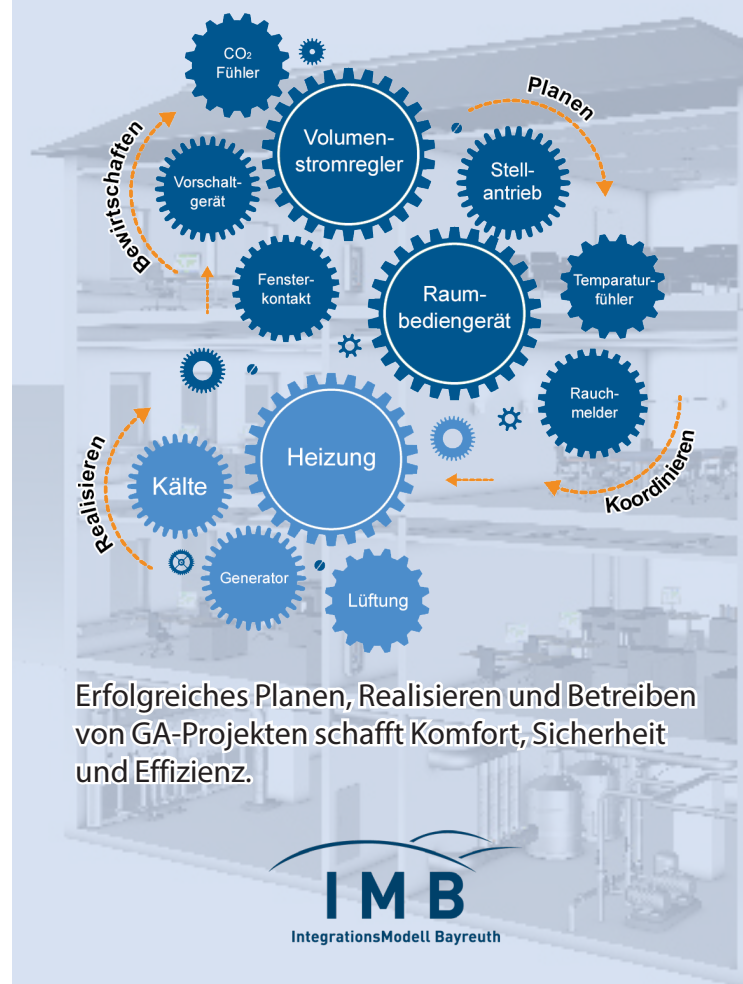 CO₂
Fühler
Planen
Volumen-
stromregler
Stell-
antrieb
Bewirtschaften
Vorschalt-
gerät
Fenster-
kontakt
Raum-
bediengerät
Temparatur-
fühler
Rauch-
melder
Heizung
Koordinieren
Realisieren
Kälte
Generator
Lüftung
Erfolgreiches Planen, Realisieren und Betreiben
von GA-Projekten schafft Komfort, Sicherheit
und Effizienz.
IMB
IntegrationsModell Bayreuth